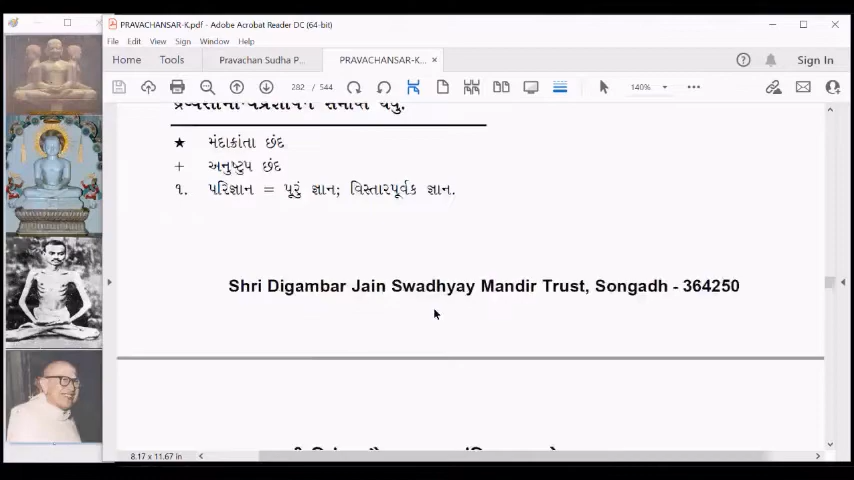 PRAVACHANSAR-K.pdf - Adobe Acrobat Reader DC (64-bit)
File Edit View Sign Window Help
Home Tools Pravachan Sudha P... PRAVACHANSAR-K... × Sign In
282 / 544 140%
★ મંદાક્રાંતા છંદ
+ અનુષ્ટુપ છંદ
૧. પરિજ્ઞાન = પૂરું જ્ઞાન; વિસ્તારપૂર્વક જ્ઞાન.
Shri Digambar Jain Swadhyay Mandir Trust, Songadh - 364250
8.17 x 11.67 in